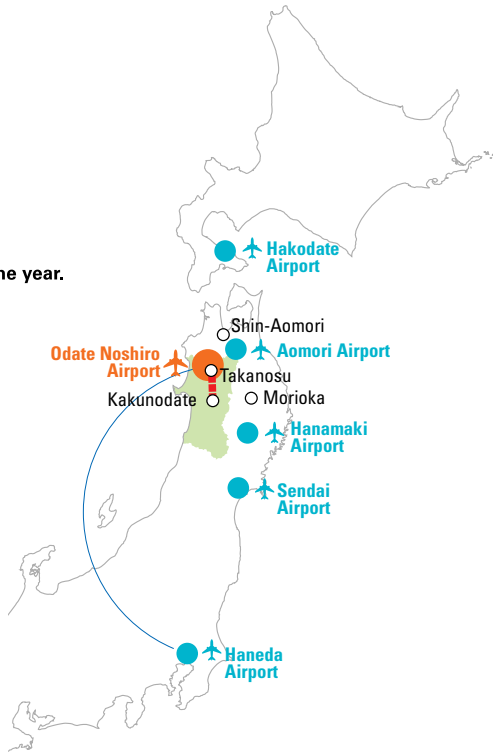 Hakodate
Airport
he year.
Shin-Aomori
Odate Noshiro
Airport
Aomori Airport
Takanosu
Kakunodate
Morioka
Hanamaki
Airport
Sendai
Airport
Haneda
Airport